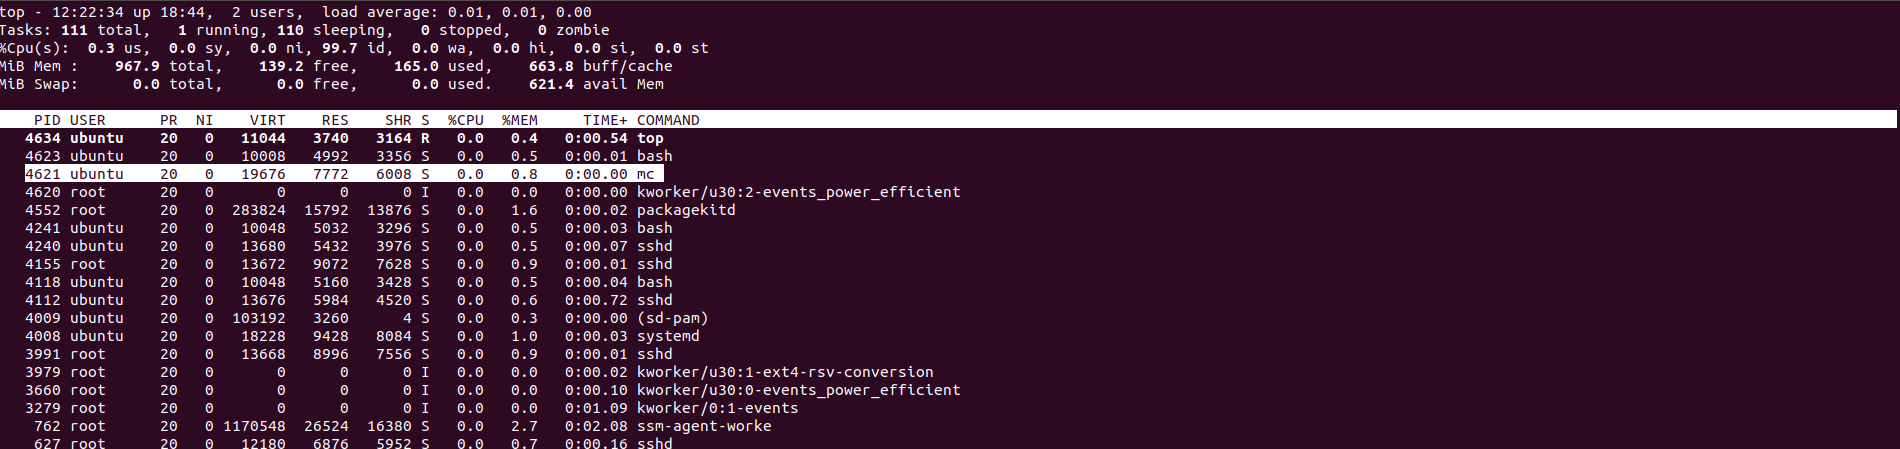 top - 12:22:34 up 18:44,  2 users,  load average: 0.01, 0.01, 0.00
Tasks: 111 total,   1 running, 110 sleeping,   0 stopped,   0 zombie
%Cpu(s):  0.3 us,  0.0 sy,  0.0 ni, 99.7 id,  0.0 wa,  0.0 hi,  0.0 si,  0.0 st
MiB Mem :    967.9 total,    139.2 free,    165.0 used,    663.8 buff/cache
MiB Swap:      0.0 total,      0.0 free,      0.0 used.    621.4 avail Mem
    PID USER      PR  NI    VIRT    RES    SHR S  %CPU  %MEM     TIME+ COMMAND
   4634 ubuntu    20   0   11044   3740   3164 R   0.0   0.4   0:00.54 top
   4623 ubuntu    20   0   10008   4992   3356 S   0.0   0.5   0:00.01 bash
   4621 ubuntu    20   0   19676   7772   6008 S   0.0   0.8   0:00.00 mc
   4620 root      20   0       0      0      0 I   0.0   0.0   0:00.00 kworker/u30:2-events_power_efficient
   4552 root      20   0  283824  15792  13876 S   0.0   1.6   0:00.02 packagekitd
   4241 ubuntu    20   0   10048   5032   3296 S   0.0   0.5   0:00.03 bash
   4240 ubuntu    20   0   13680   5432   3976 S   0.0   0.5   0:00.07 sshd
   4155 root      20   0   13672   9072   7628 S   0.0   0.9   0:00.01 sshd
   4118 ubuntu    20   0   10048   5160   3428 S   0.0   0.5   0:00.04 bash
   4112 ubuntu    20   0   13676   5984   4520 S   0.0   0.6   0:00.72 sshd
   4009 ubuntu    20   0  103192   3260      4 S   0.0   0.3   0:00.00 (sd-pam)
   4008 ubuntu    20   0   18228   9428   8084 S   0.0   1.0   0:00.03 systemd
   3991 root      20   0   13668   8996   7556 S   0.0   0.9   0:00.01 sshd
   3979 root      20   0       0      0      0 I   0.0   0.0   0:00.02 kworker/u30:1-ext4-rsv-conversion
   3660 root      20   0       0      0      0 I   0.0   0.0   0:00.10 kworker/u30:0-events_power_efficient
   3279 root      20   0       0      0      0 I   0.0   0.0   0:01.09 kworker/0:1-events
    762 root      20   0 1170548  26524  16380 S   0.0   2.7   0:02.08 ssm-agent-worke
    627 root      20   0   12180   6876   5952 S   0.0   0.7   0:00.16 sshd